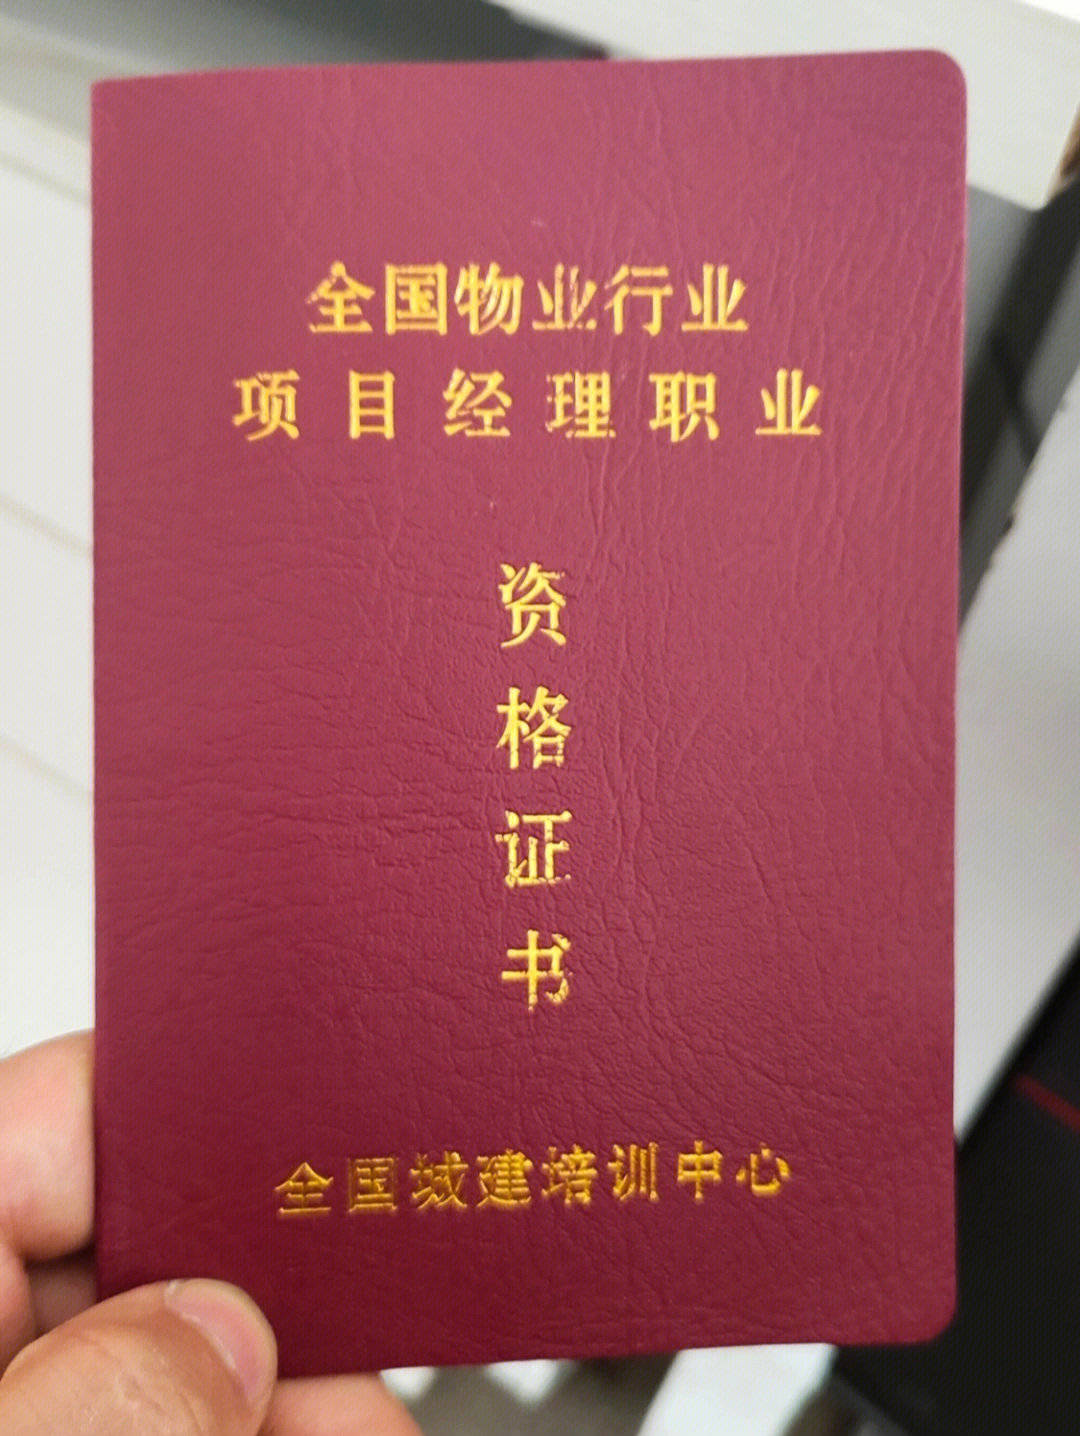 全国物业行业
项目经理职业
资
格
证
书
全国城建培训中心